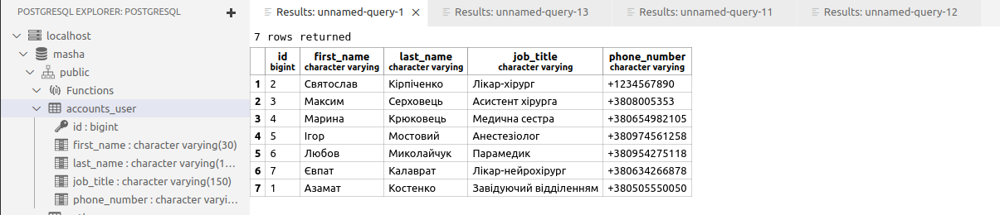 POSTGRESQL EXPLORER: POSTGRESQL
localhost
masha
public
Functions
accounts_user
id : bigint
first_name : character varying(30)
last_name : character varying(1…
job_title : character varying(150)
phone_number : character varyi…
Results: unnamed-query-1 Results: unnamed-query-13 Results: unnamed-query-11 Results: unnamed-query-12
7 rows returned
id first_name last_name job_title phone_number
bigint character varying character varying character varying character varying
1 2 Святослав Кірпіченко Лікар-хірург +1234567890
2 3 Максим Серховець Асистент хірурга +3808005353
3 4 Марина Крюковець Медична сестра +380654982105
4 5 Ігор Мостовий Анестезіолог +380974561258
5 6 Любов Миколайчук Парамедик +380954275118
6 7 Євпат Калаврат Лікар-нейрохірург +380634266878
7 1 Азамат Костенко Завідуючий відділенням +380505550050